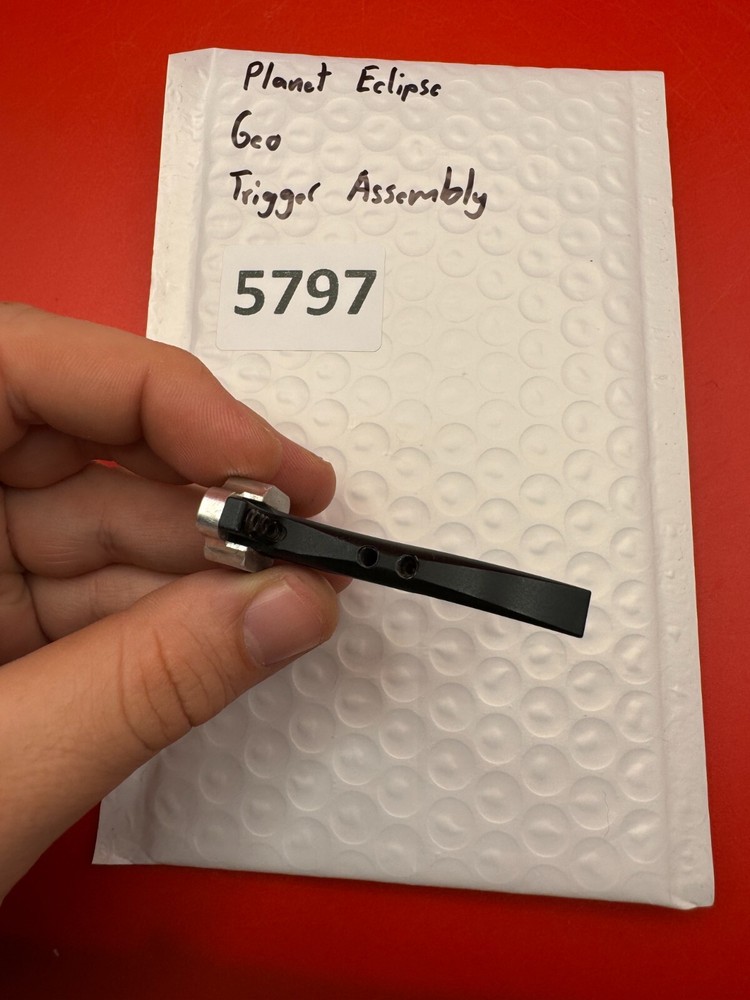 Planet Eclipse
Geo
Trigger Assembly
5797